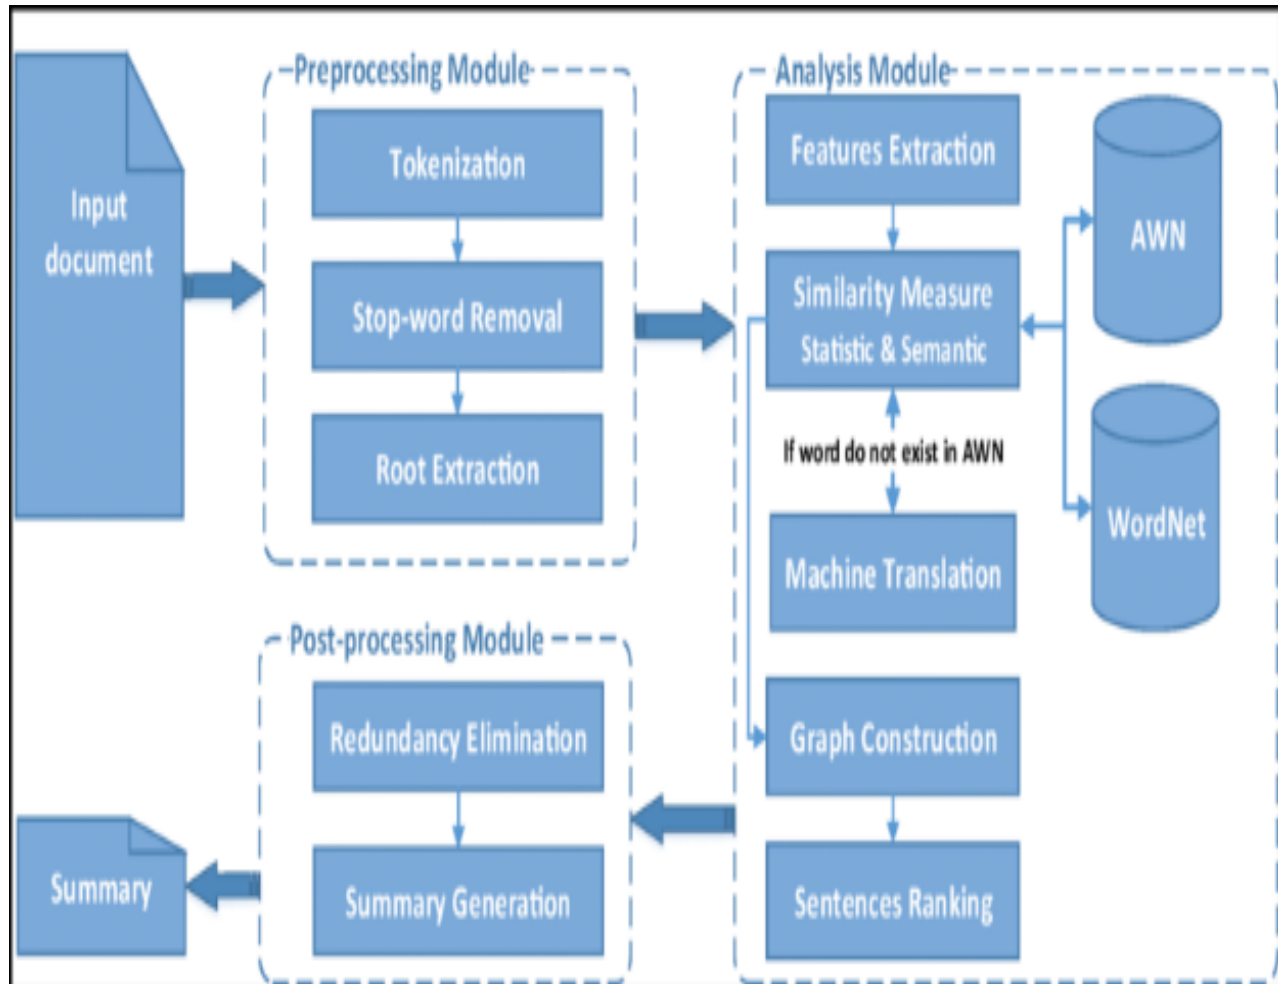 Input
document
Preprocessing Module
Tokenization
Stop-word Removal
Root Extraction
Analysis Module
Features Extraction
Similarity Measure
Statistic & Semantic
If word do not exist in AWN
Machine Translation
Graph Construction
Sentences Ranking
AWN
WordNet
Post-processing Module
Redundancy Elimination
Summary Generation
Summary